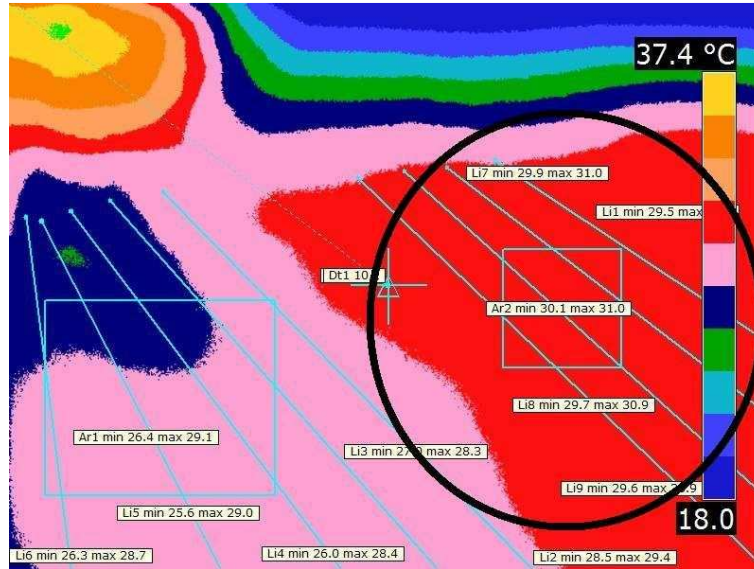 37.4 °C
Li7 min 29.9 max 31.0
Li1 min 29.5 max
Dt1 10
Ar2 min 30.1 max 31.0
Li8 min 29.7 max 30.9
Ar1 min 26.4 max 29.1
Li3 min max 28.3
Li9 min 29.6 max
Li5 min 25.6 max 29.0
18.0
Li6 min 26.3 max 28.7
Li4 min 26.0 max 28.4
Li2 min 28.5 max 29.4